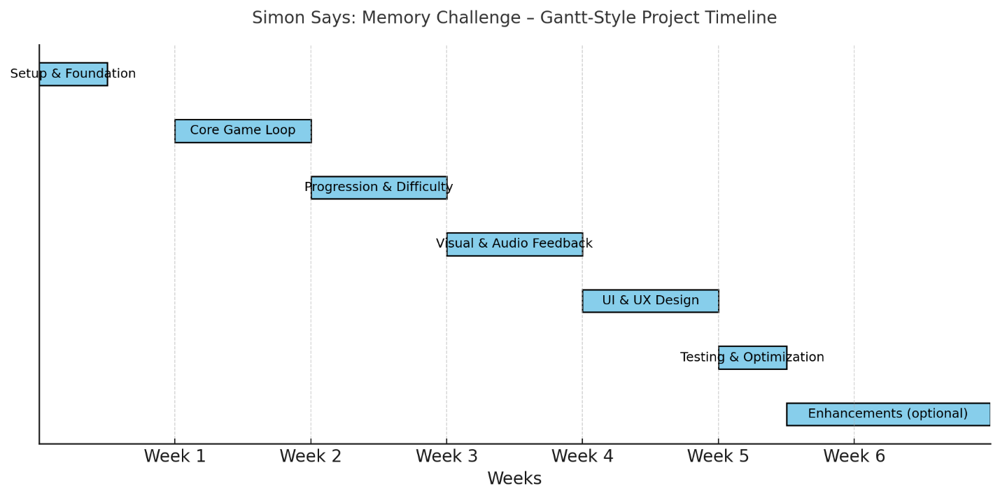 Simon Says: Memory Challenge – Gantt-Style Project Timeline
Setup & Foundation
Core Game Loop
Progression & Difficulty
Visual & Audio Feedback
UI & UX Design
Testing & Optimization
Enhancements (optional)
Week 1 Week 2 Week 3 Week 4 Week 5 Week 6
Weeks